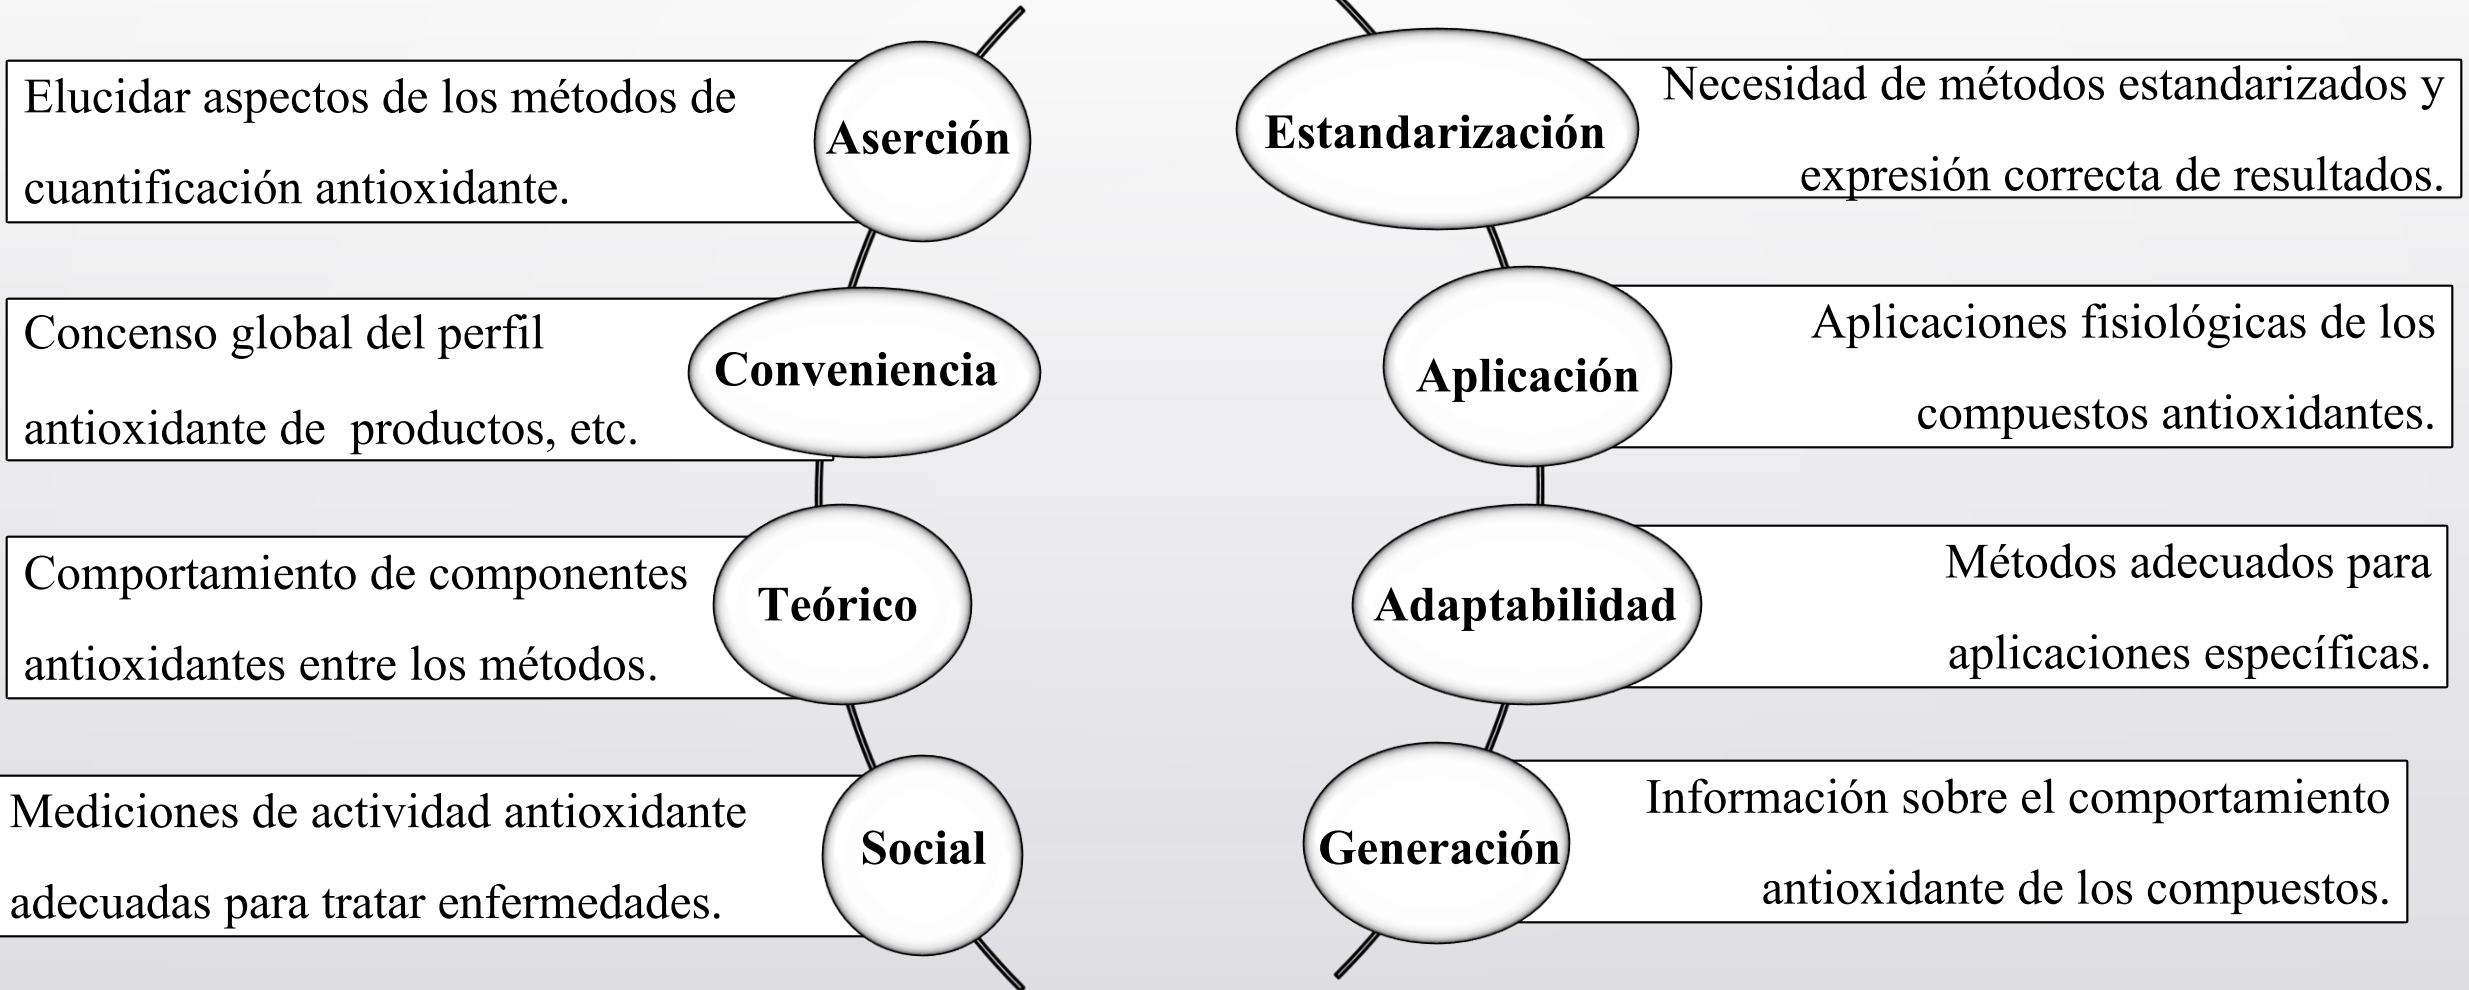 Elucidar aspectos de los métodos de
cuantificación antioxidante.
Aserción
Concenso global del perfil
antioxidante de productos, etc.
Conveniencia
Comportamiento de componentes
antioxidantes entre los métodos.
Teórico
Mediciones de actividad antioxidante
adecuadas para tratar enfermedades.
Social
Estandarización
Necesidad de métodos estandarizados y
expresión correcta de resultados.
Aplicación
Aplicaciones fisiológicas de los
compuestos antioxidantes.
Adaptabilidad
Métodos adecuados para
aplicaciones específicas.
Generación
Información sobre el comportamiento
antioxidante de los compuestos.